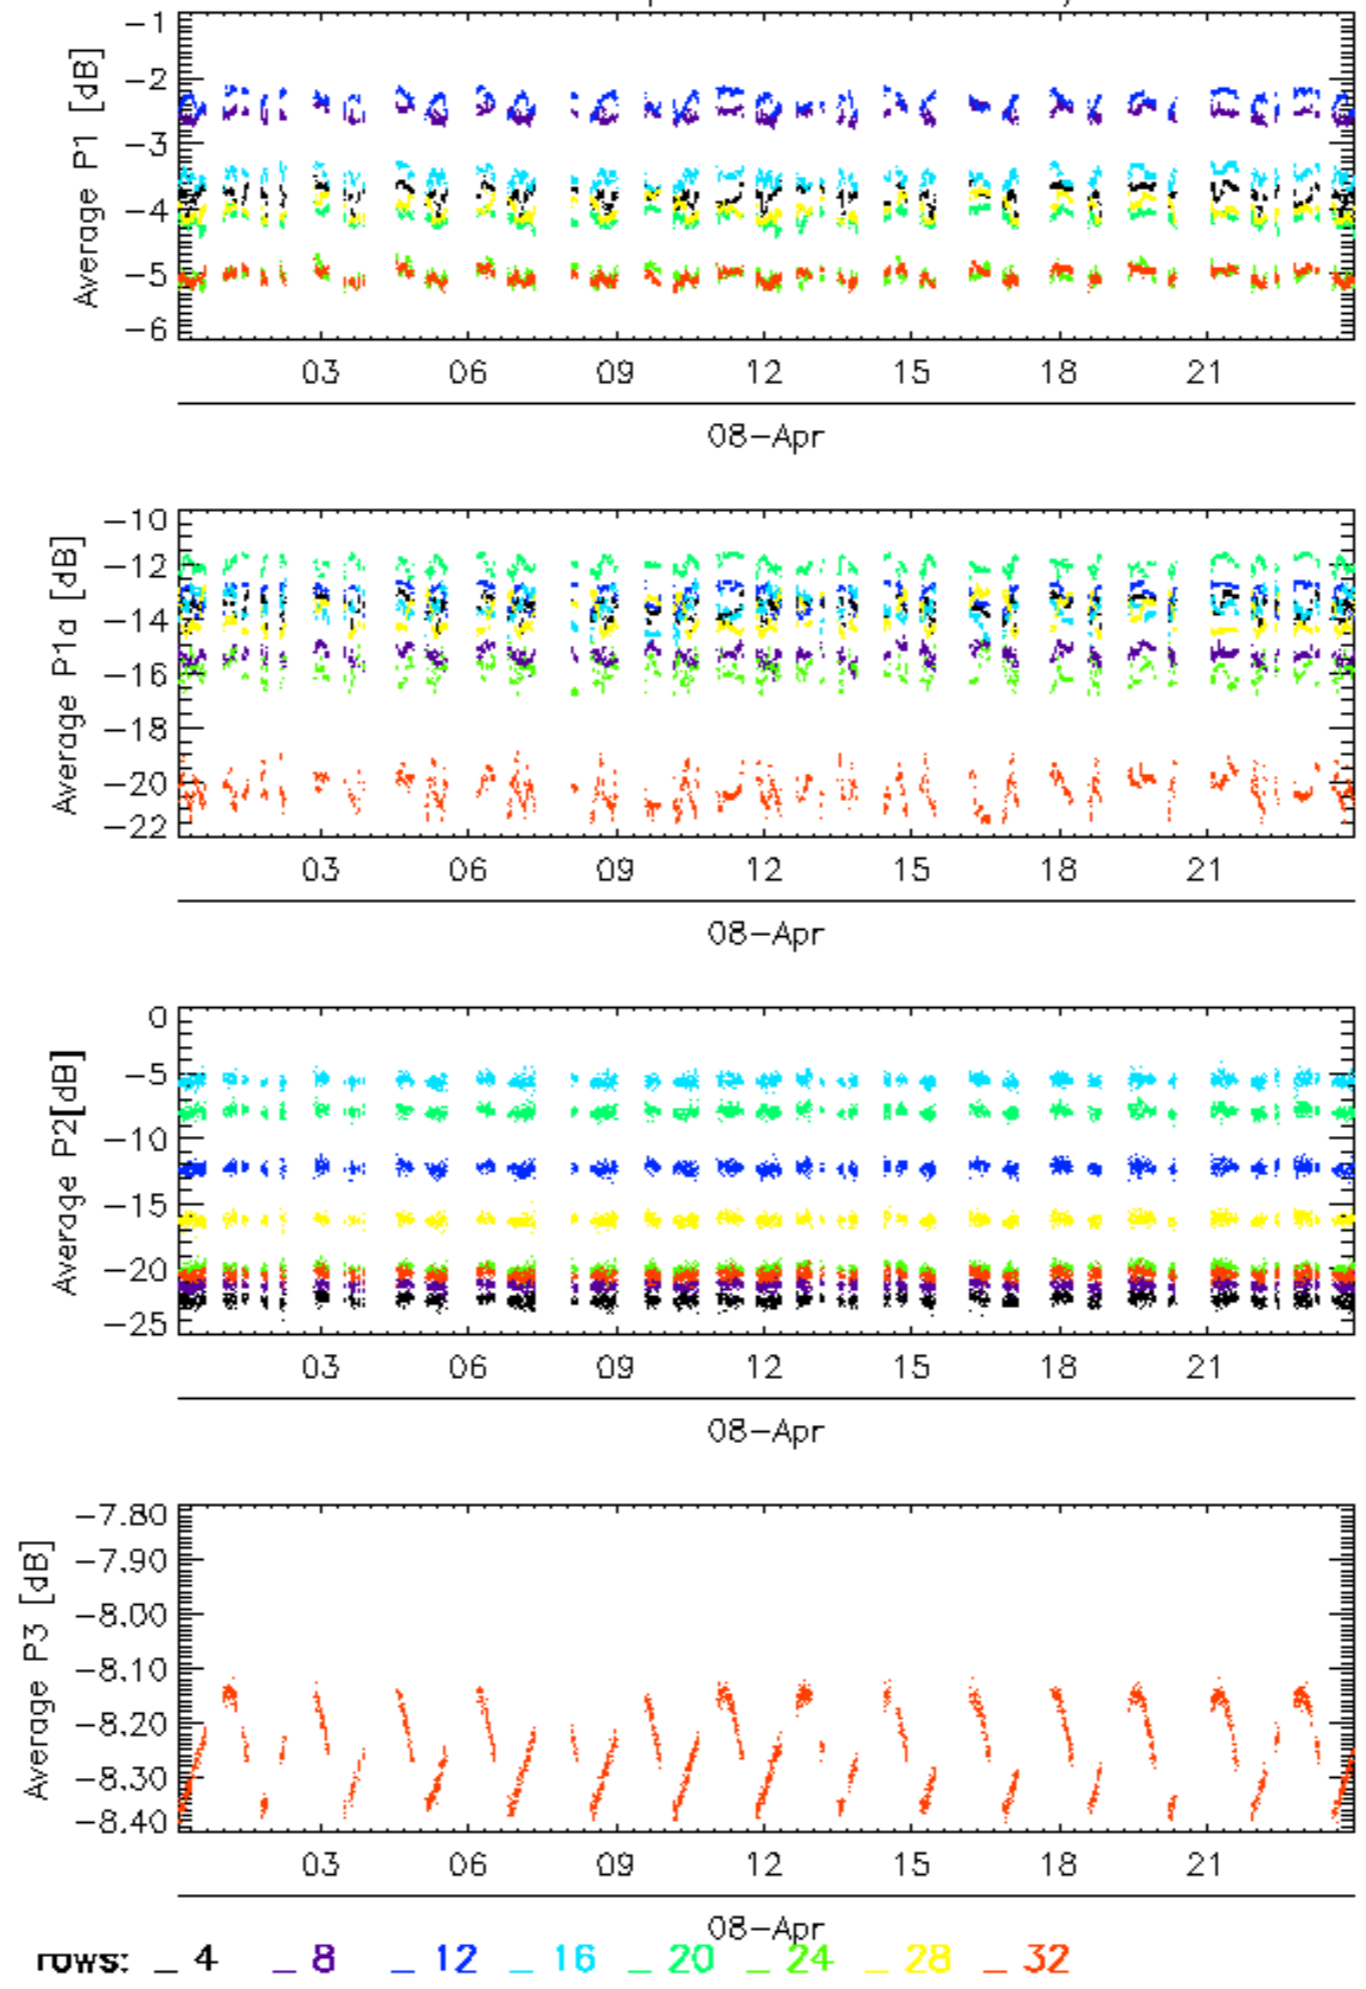 Average P1 [dB]
-1
-2
-3
-4
-5
-6
03 06 09 12 15 18 21
08-Apr
Average P1a [dB]
-10
-12
-14
-16
-18
-20
-22
03 06 09 12 15 18 21
08-Apr
Average P2[dB]
0
-5
-10
-15
-20
-25
03 06 09 12 15 18 21
08-Apr
Average P3 [dB]
-7.80
-7.90
-8.00
-8.10
-8.20
-8.30
-8.40
03 06 09 12 15 18 21
08-Apr
rows: _ 4 _ 8 _ 12 _ 16 _ 20 _ 24 _ 28 _ 32